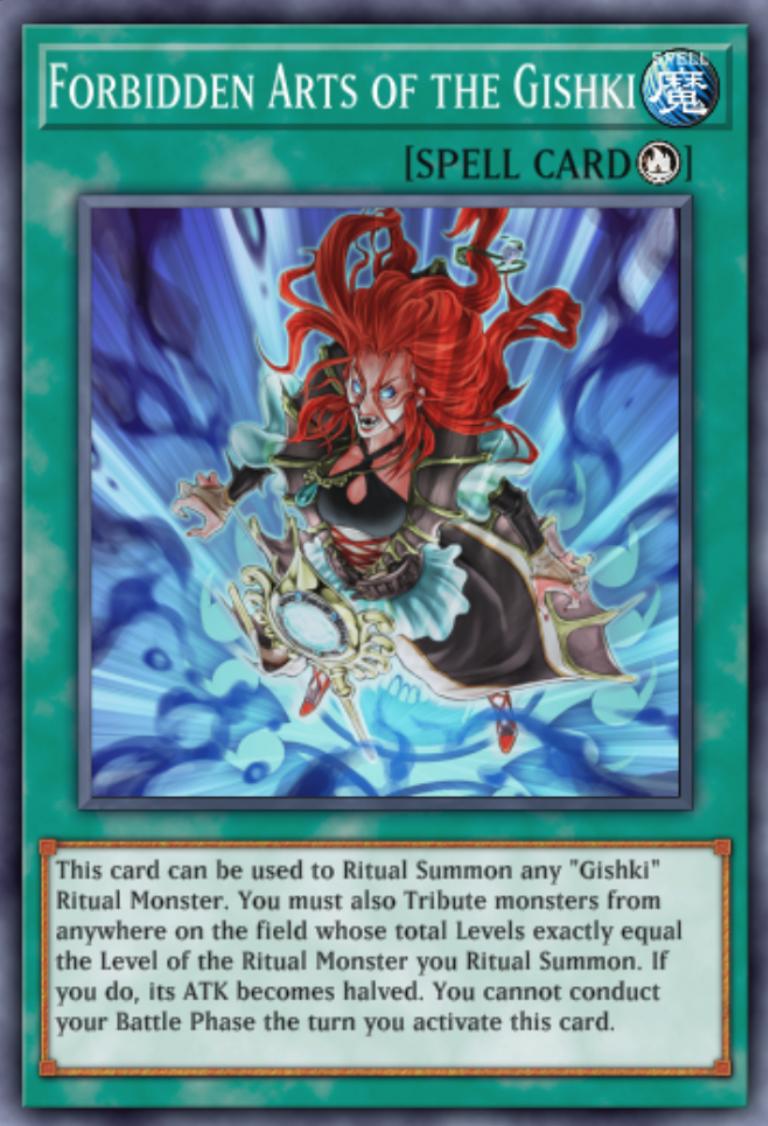 FORBIDDEN ARTS OF THE GISHKI
SPELL
魔
[SPELL CARD]
This card can be used to Ritual Summon any "Gishki"
Ritual Monster. You must also Tribute monsters from
anywhere on the field whose total Levels exactly equal
the Level of the Ritual Monster you Ritual Summon. If
you do, its ATK becomes halved. You cannot conduct
your Battle Phase the turn you activate this card.